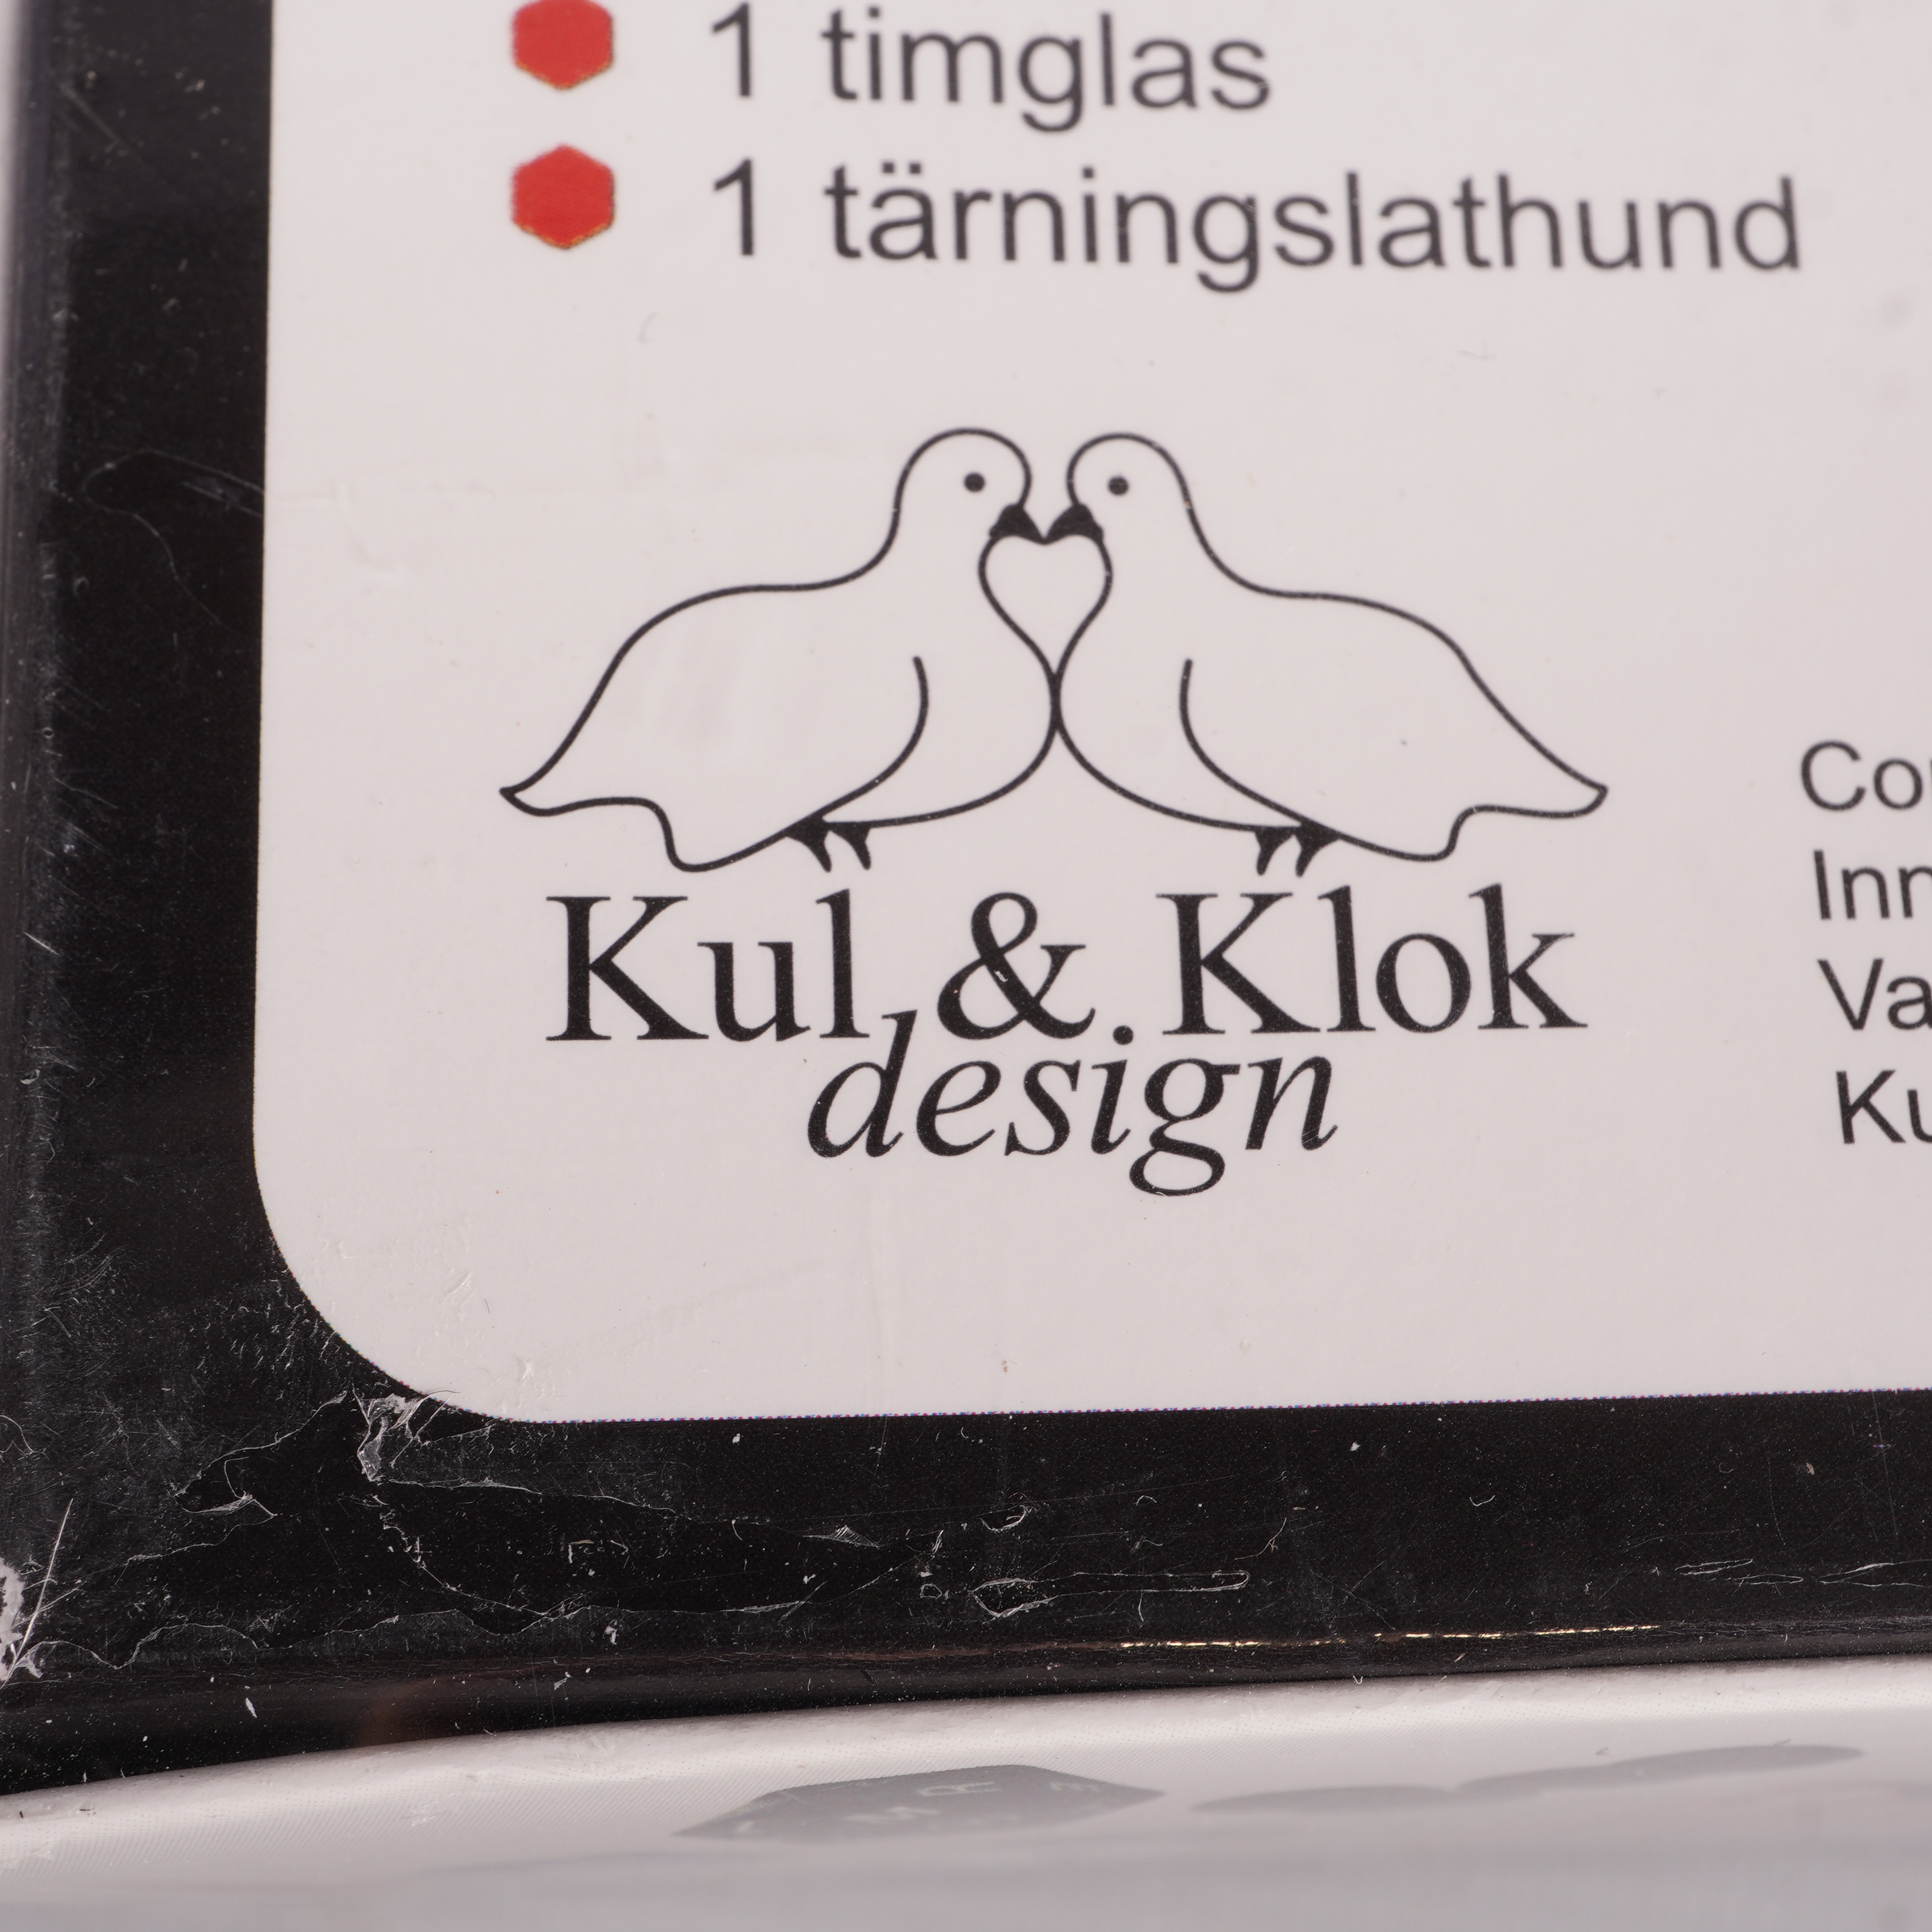 1 timglas
1 tärningslathund
Kul & Klok
design